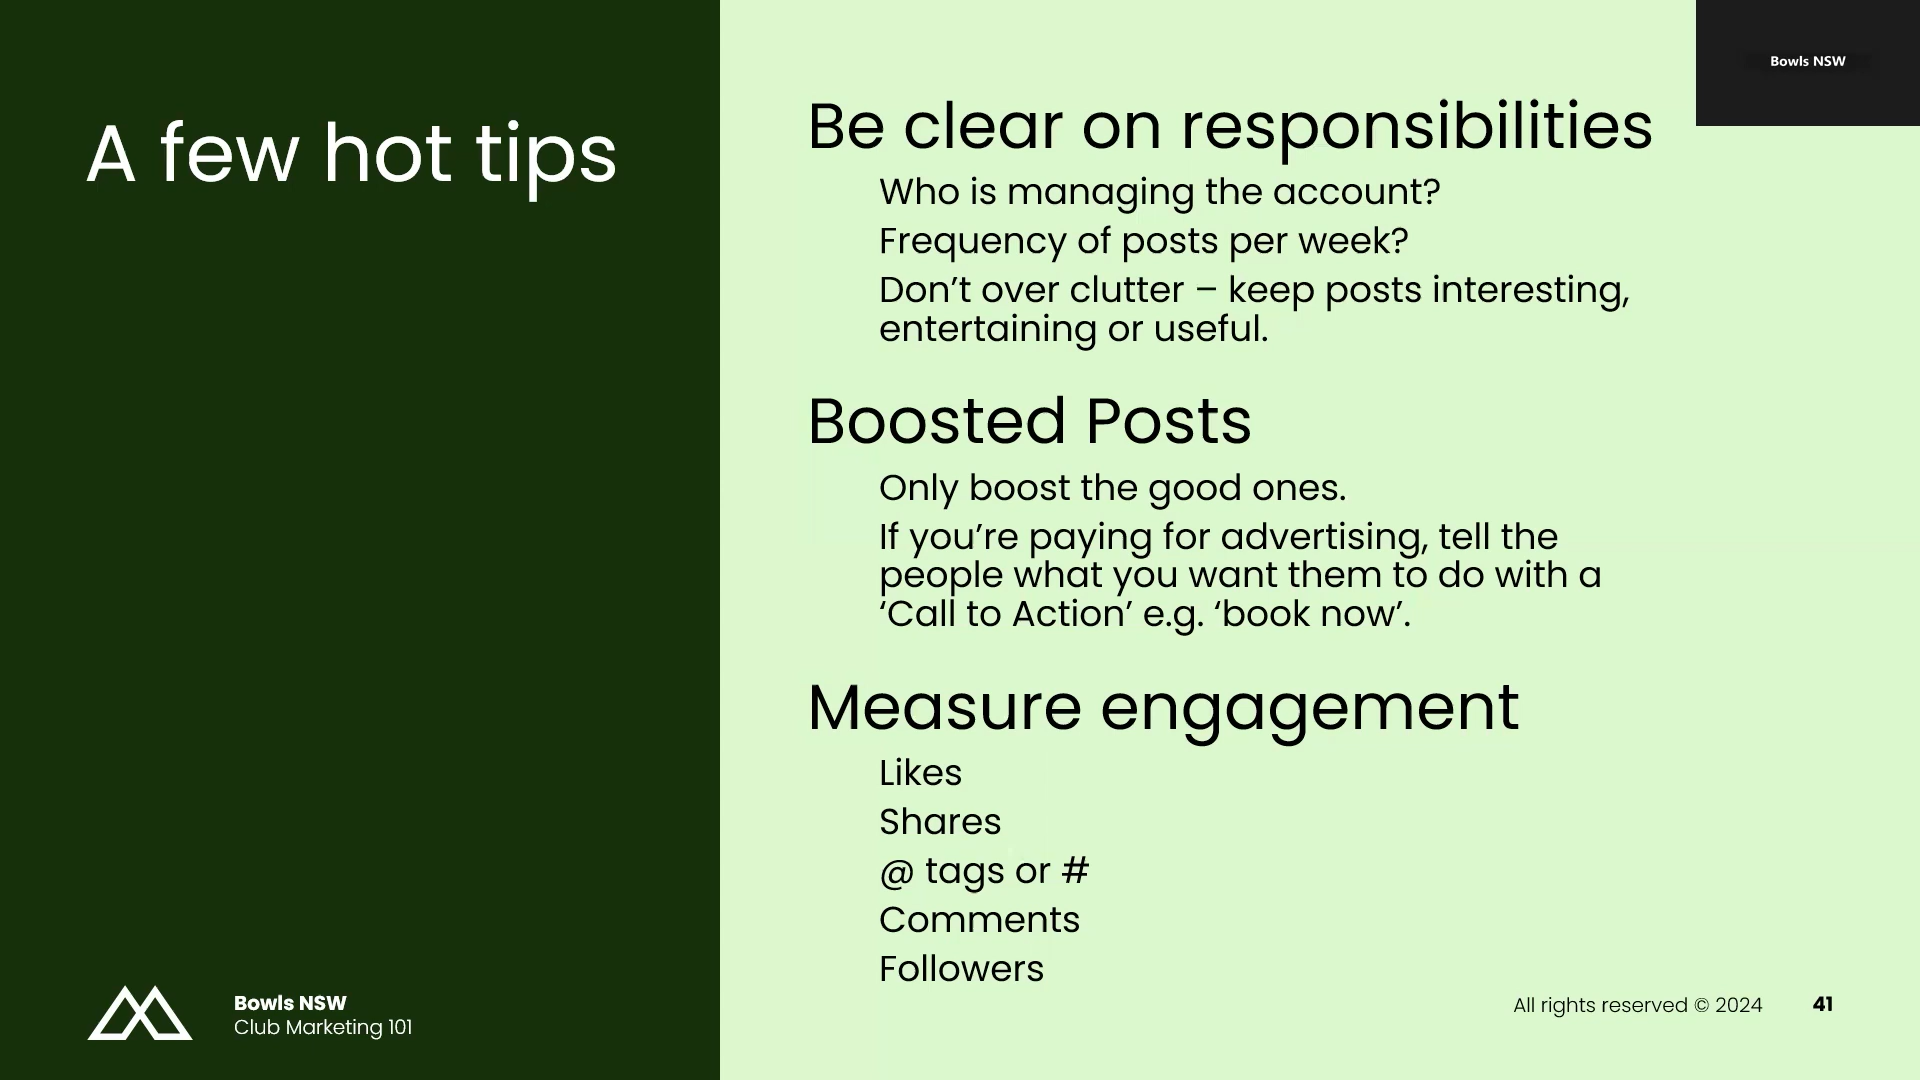 A few hot tips
Bowls NSW
Be clear on responsibilities
Who is managing the account?
Frequency of posts per week?
Don’t over clutter – keep posts interesting,
entertaining or useful.
Boosted Posts
Only boost the good ones.
If you’re paying for advertising, tell the
people what you want them to do with a
‘Call to Action’ e.g. ‘book now’.
Measure engagement
Likes
Shares
@ tags or #
Comments
Followers
Bowls NSW
Club Marketing 101
All rights reserved © 2024 41